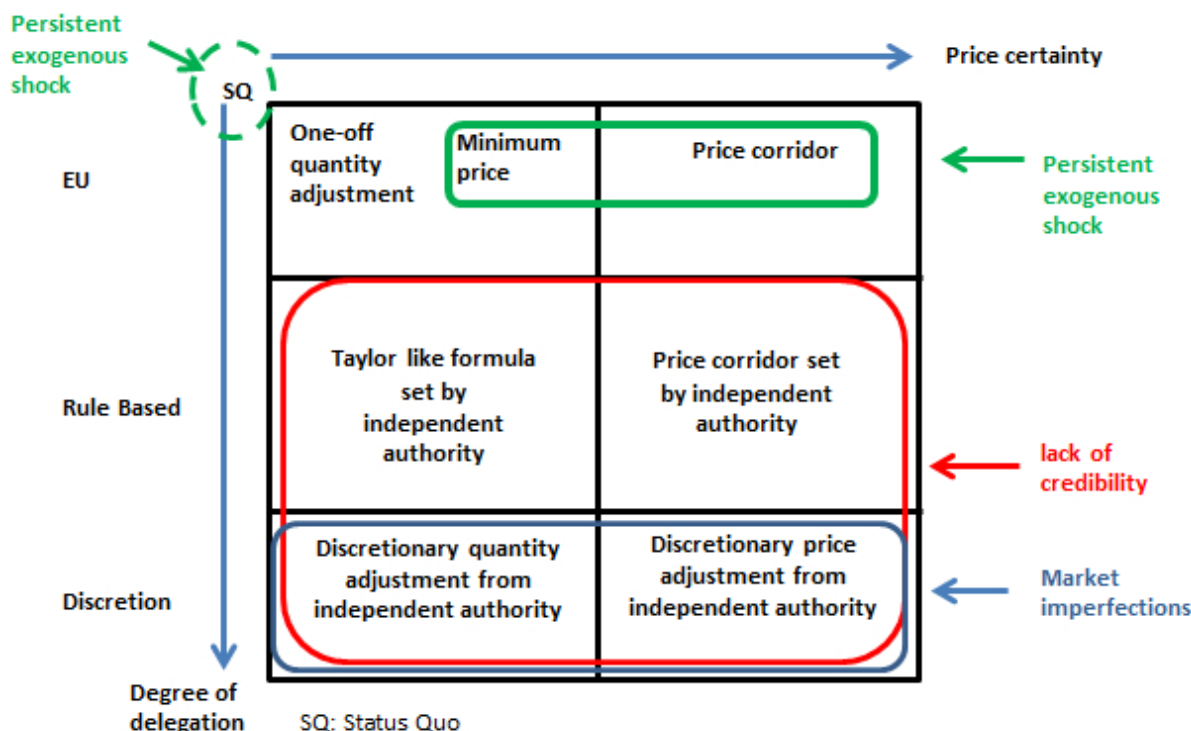 Persistent
exogenous
shock
SQ
Price certainty
EU
One-off
quantity
adjustment
Minimum
price
Price corridor
Persistent
exogenous
shock
Rule Based
Taylor like formula
set by
independent
authority
Price corridor set
by independent
authority
lack of
credibility
Discretion
Discretionary quantity
adjustment from
independent authority
Discretionary price
adjustment from
independent authority
Market
imperfections
Degree of
delegation
SQ: Status Quo